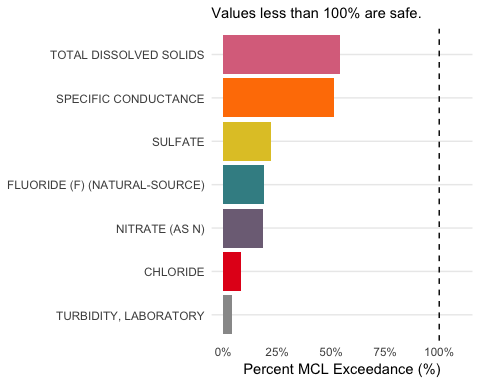 Values less than 100% are safe.
TOTAL DISSOLVED SOLIDS
SPECIFIC CONDUCTANCE
SULFATE
FLUORIDE (F) (NATURAL-SOURCE)
NITRATE (AS N)
CHLORIDE
TURBIDITY, LABORATORY
0% 25% 50% 75% 100%
Percent MCL Exceedance (%)